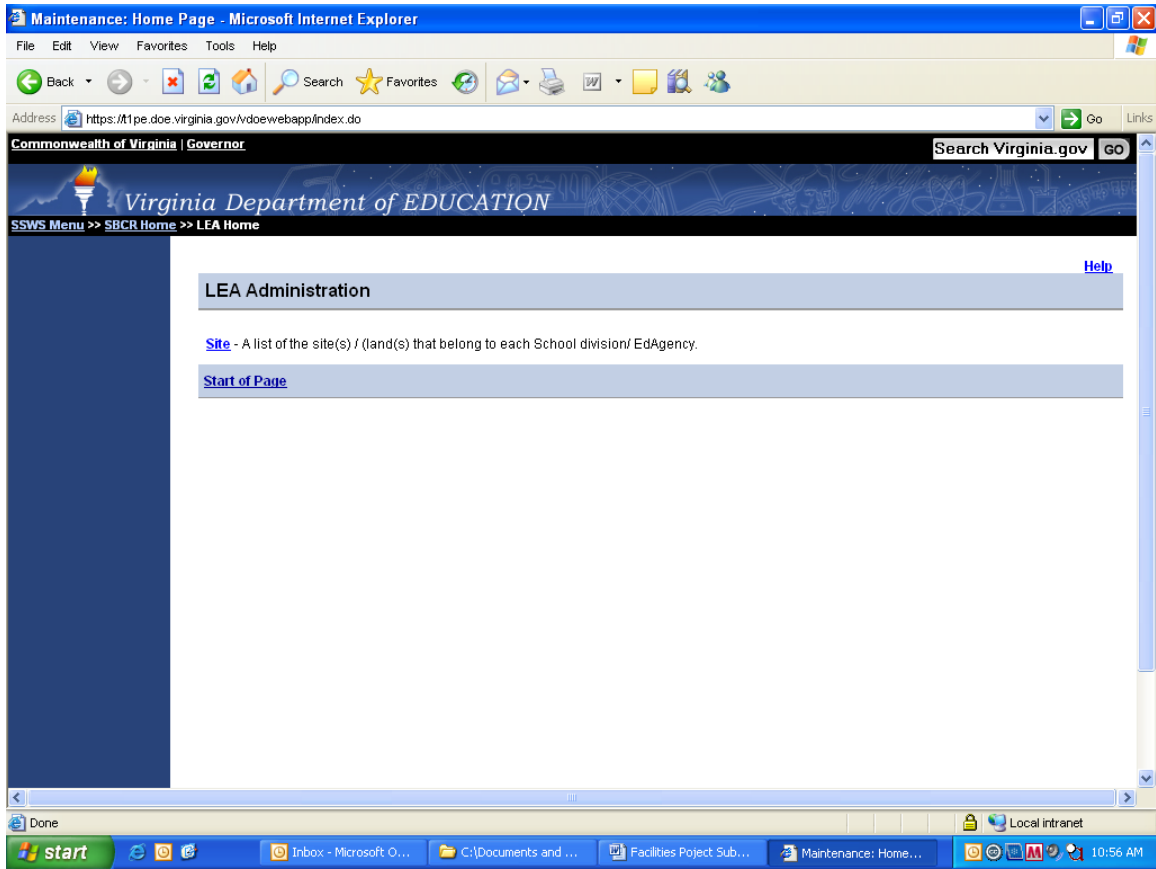 Maintenance: Home Page - Microsoft Internet Explorer
File Edit View Favorites Tools Help
Back Search Favorites
Address https://t1pe.doe.virginia.gov/vdoewebapp/index.do Go Links
Commonwealth of Virginia | Governor Search Virginia.gov GO
Virginia Department of EDUCATION
SSWS Menu >> SBCR Home >> LEA Home
Help
LEA Administration
Site - A list of the site(s) / (land(s) that belong to each School division/ EdAgency.
Start of Page
Done Local intranet
start Inbox - Microsoft O... C:\Documents and ... Facilities Poject Sub... Maintenance: Home... 10:56 AM